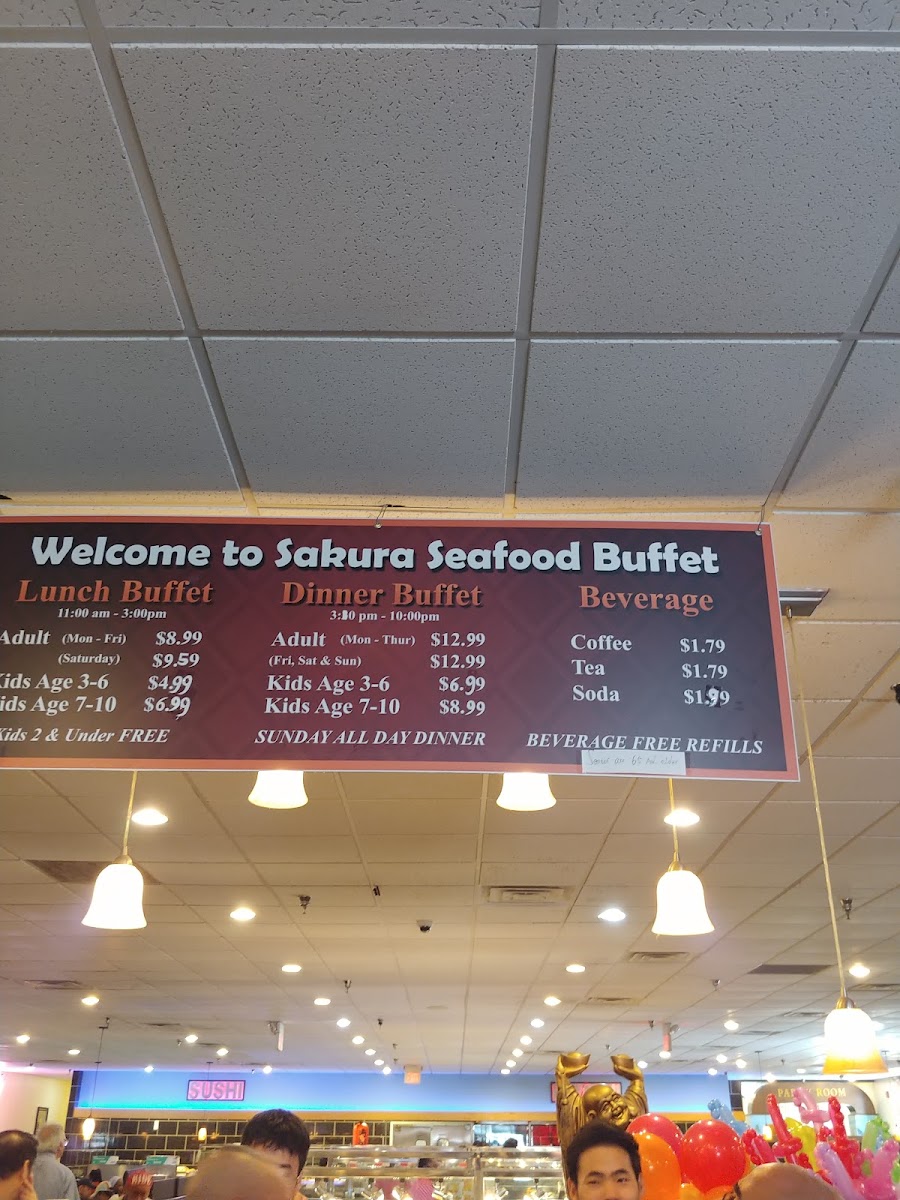 Welcome to Sakura Seafood Buffet
Lunch Buffet
11:00 am - 3:00pm
Adult (Mon - Fri) $8.99
(Saturday) $9.59
Kids Age 3-6 $4.99
Kids Age 7-10 $6.99
Kids 2 & Under FREE
Dinner Buffet
3:30 pm - 10:00pm
Adult (Mon - Thur) $12.99
(Fri, Sat & Sun) $12.99
Kids Age 3-6 $6.99
Kids Age 7-10 $8.99
SUNDAY ALL DAY DINNER
Beverage
Coffee $1.79
Tea $1.79
Soda $1.99
BEVERAGE FREE REFILLS
65
SUSHI
ROOM